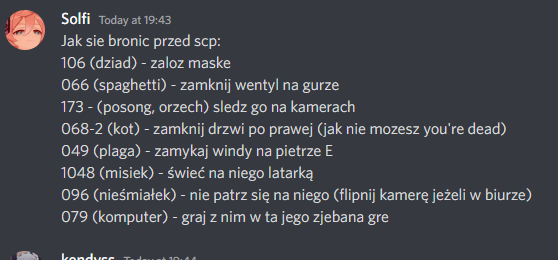 Solfi Today at 19:43
Jak sie bronic przed scp:
106 (dziad) - zaloz maske
066 (spaghetti) - zamknij wentyl na gurze
173 - (posong, orzech) sledz go na kamerach
068-2 (kot) - zamknij drzwi po prawej (jak nie mozesz you're dead)
049 (plaga) - zamykaj windy na pietrze E
1048 (misiek) - świeć na niego latarką
096 (nieśmiałek) - nie patrz się na niego (flipnij kamerę jeżeli w biurze)
079 (komputer) - graj z nim w ta jego zjebana gre
Today at 19:44